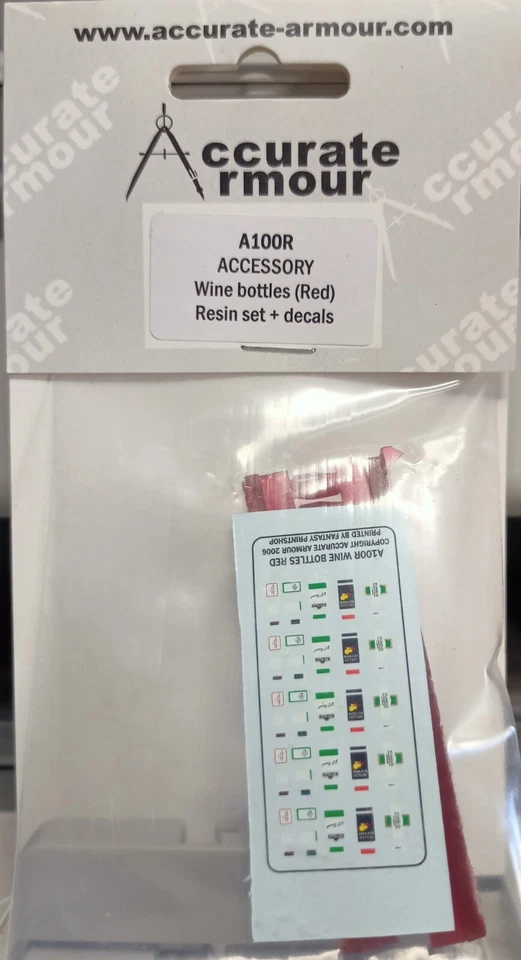 www.accurate-armour.com
Accurate
Armour
A100R
ACCESSORY
Wine bottles (Red)
Resin set + decals
A100R WINE BOTTLES RED
COPYRIGHT ACCURATE ARMOUR 2006
PRINTED BY FANTASY PRINTSHOP